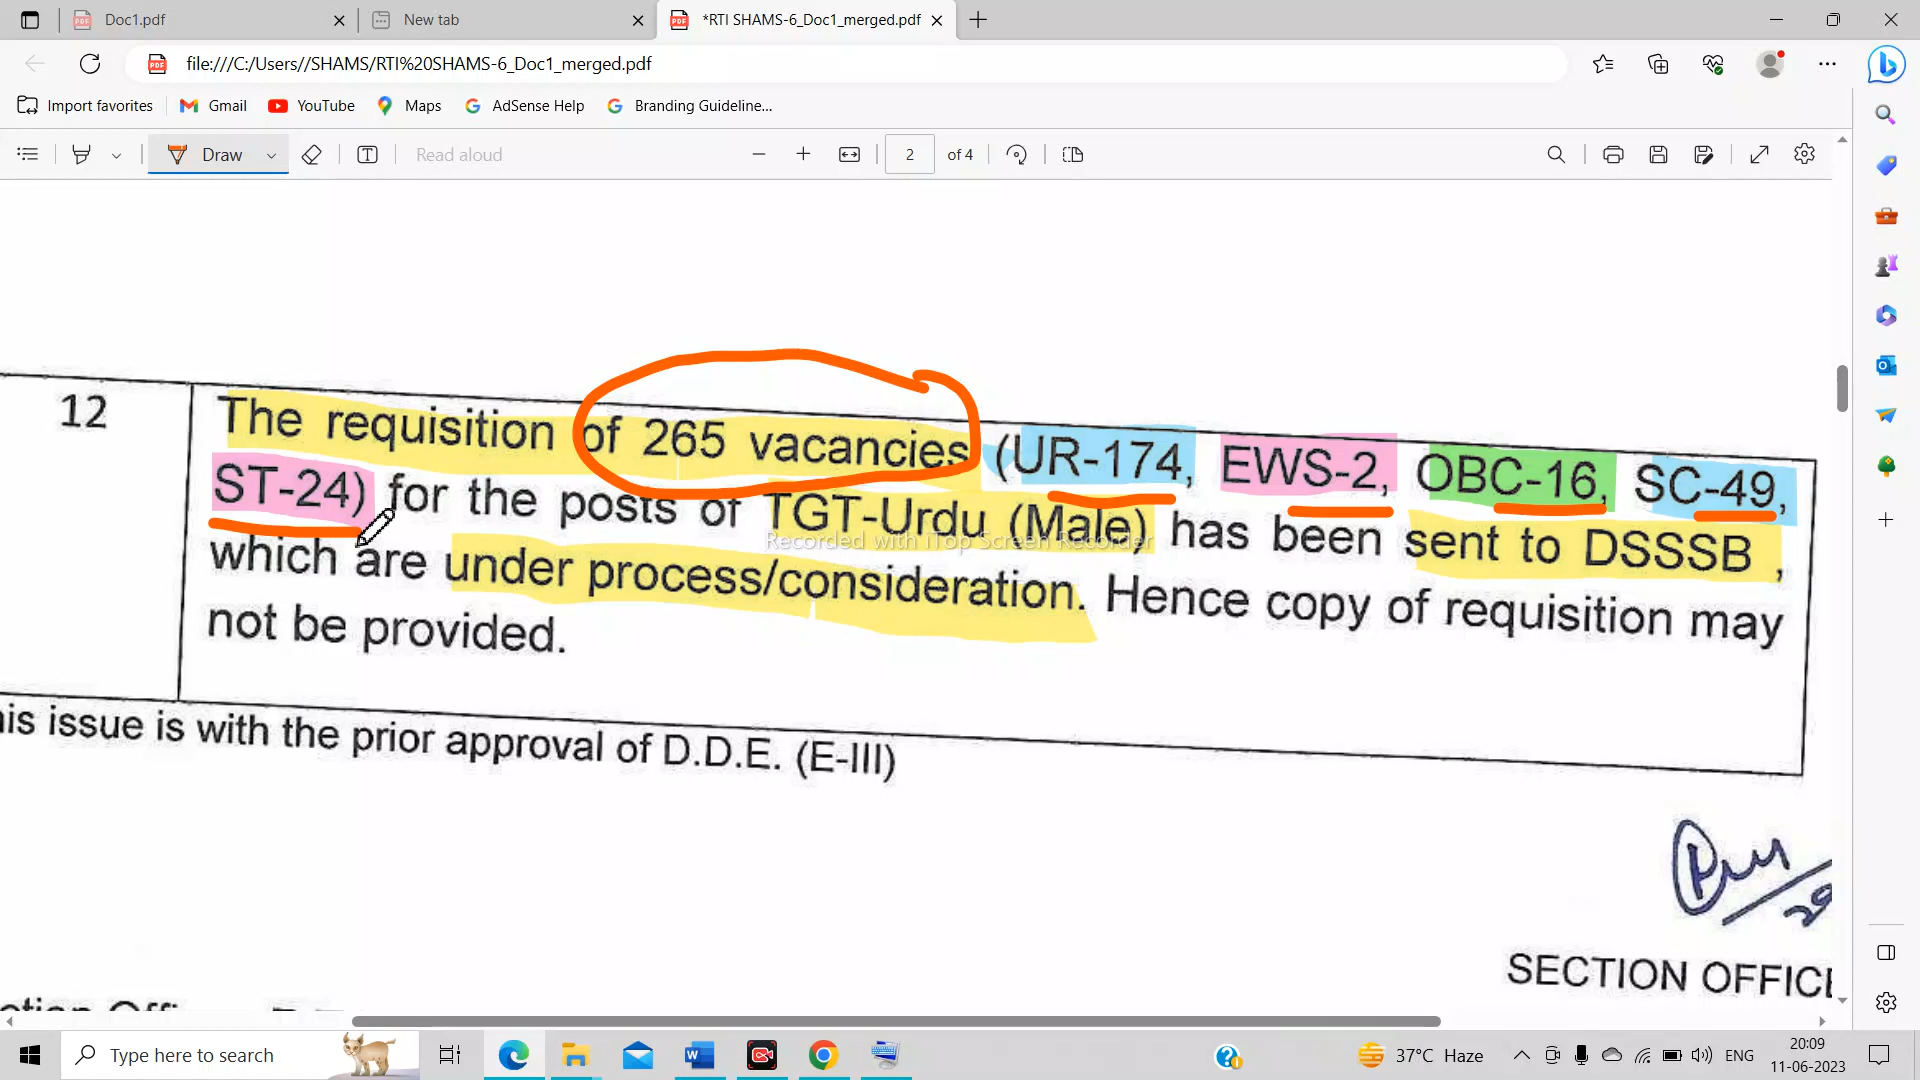 Doc1.pdf
New tab
*RTI SHAMS-6_Doc1_merged.pdf
file:///C:/Users//SHAMS/RTI%20SHAMS-6_Doc1_merged.pdf
Import favorites
Gmail
YouTube
Maps
AdSense Help
Branding Guideline...
Draw
Read aloud
2
of 4
12
The requisition of 265 vacancies (UR-174, EWS-2, OBC-16, SC-49,
ST-24) for the posts of TGT-Urdu (Male) has been sent to DSSSB ,
Recorded with iTop Screen Recorder
which are under process/consideration. Hence copy of requisition may
not be provided.
his issue is with the prior approval of D.D.E. (E-III)
SECTION OFFICE
Type here to search
37°C Haze
ENG
20:09
11-06-2023